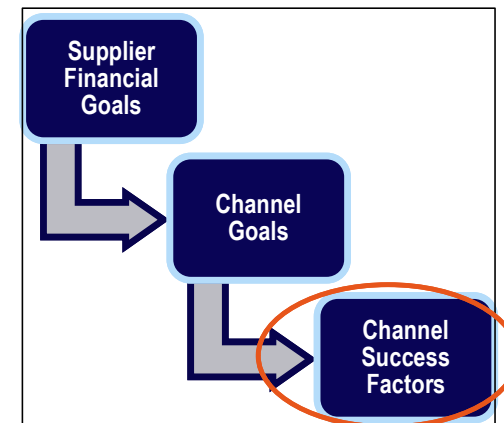 Supplier
Financial
Goals
Channel
Goals
Channel
Success
Factors